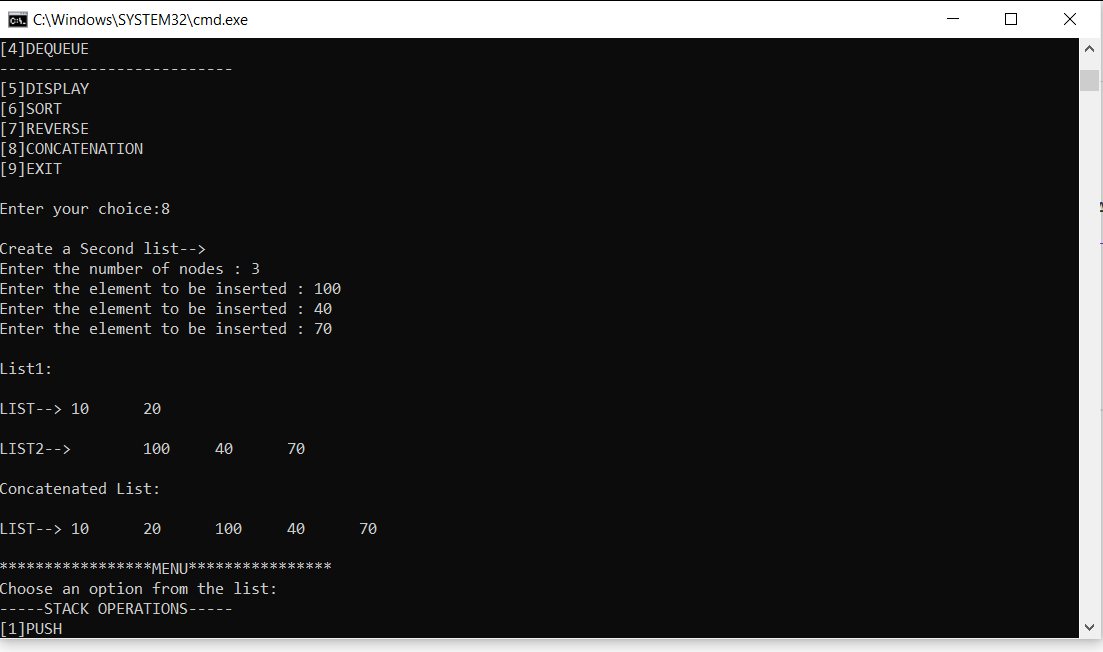 C:\Windows\SYSTEM32\cmd.exe
[4]DEQUEUE
--------------------------
[5]DISPLAY
[6]SORT
[7]REVERSE
[8]CONCATENATION
[9]EXIT
Enter your choice:8
Create a Second list-->
Enter the number of nodes : 3
Enter the element to be inserted : 100
Enter the element to be inserted : 40
Enter the element to be inserted : 70
List1:
LIST--> 10 20
LIST2--> 100 40 70
Concatenated List:
LIST--> 10 20 100 40 70
*****************MENU****************
Choose an option from the list:
-----STACK OPERATIONS-----
[1]PUSH